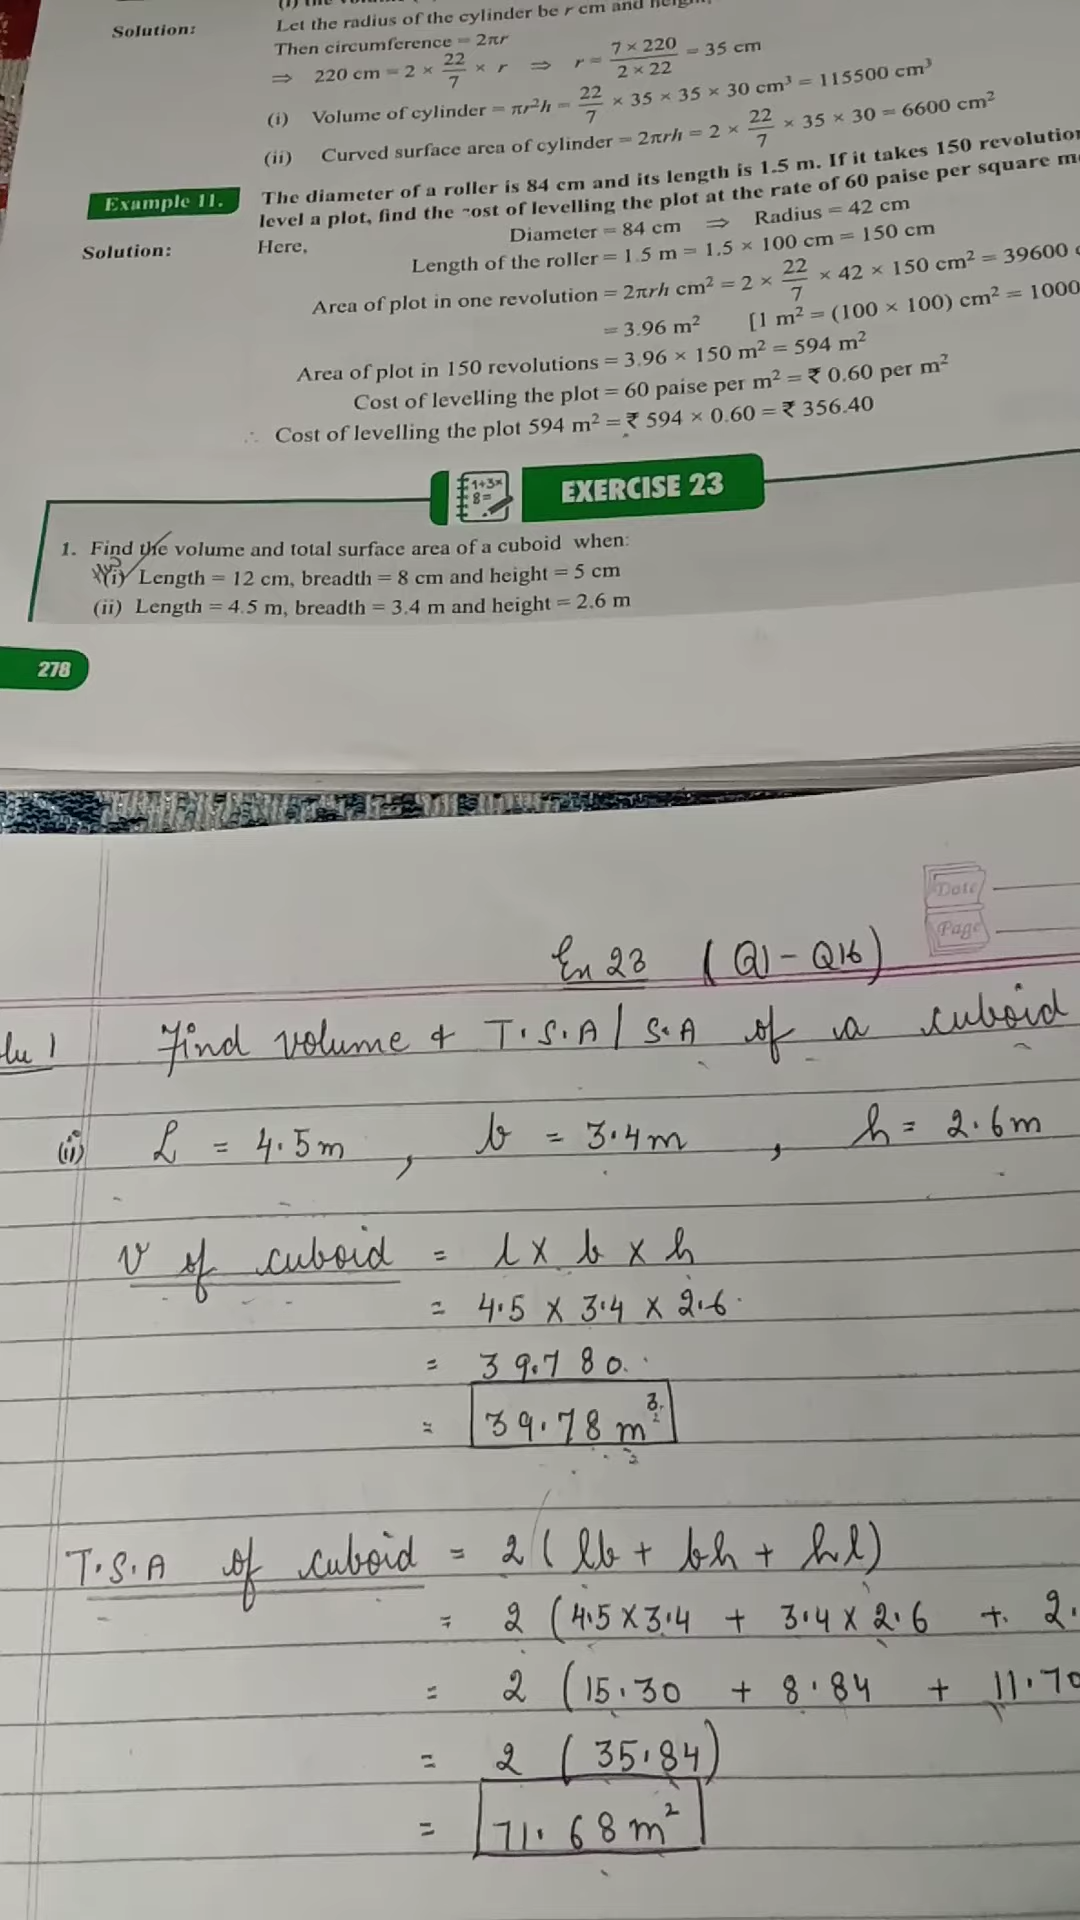 Solution: Let the radius of the cylinder be r cm and
Then circumference = 2πr
⇒ 220 cm = 2 × 22/7 × r ⇒ r = 7 × 220 / 2 × 22 = 35 cm
(i) Volume of cylinder = πr²h = 22/7 × 35 × 35 × 30 cm³ = 115500 cm³
(ii) Curved surface area of cylinder = 2πrh = 2 × 22/7 × 35 × 30 = 6600 cm²
Example 11. The diameter of a roller is 84 cm and its length is 1.5 m. If it takes 150
level a plot, find the cost of levelling the plot at the rate of 60 paise per square
Solution: Here, Diameter = 84 cm ⇒ Radius = 42 cm
Length of the roller = 1.5 m = 1.5 × 100 cm = 150 cm
Area of plot in one revolution = 2πrh cm² = 2 × 22/7 × 42 × 150 cm² = 39600
= 3.96 m² [1 m² = (100 × 100) cm² = 1000
Area of plot in 150 revolutions = 3.96 × 150 m² = 594 m²
Cost of levelling the plot = 60 paise per m² = ₹ 0.60 per m²
∴ Cost of levelling the plot 594 m² = ₹ 594 × 0.60 = ₹ 356.40
1+3×
8=
EXERCISE 23
1. Find the volume and total surface area of a cuboid when:
(i) Length = 12 cm, breadth = 8 cm and height = 5 cm
(ii) Length = 4.5 m, breadth = 3.4 m and height = 2.6 m
278
Date
Page
Ex 23 (Q1 - Q16)
1 Find volume & T.S.A / S.A of a cuboid
(ii) L = 4.5 m , b = 3.4 m , h = 2.6 m
V of cuboid = l × b × h
= 4.5 × 3.4 × 2.6
= 39.780
= 39.78 m³
T.S.A of cuboid = 2 ( lb + bh + hl )
= 2 ( 4.5 × 3.4 + 3.4 × 2.6 + 2.
= 2 ( 15.30 + 8.84 + 11.70
= 2 ( 35.84 )
= 71.68 m²